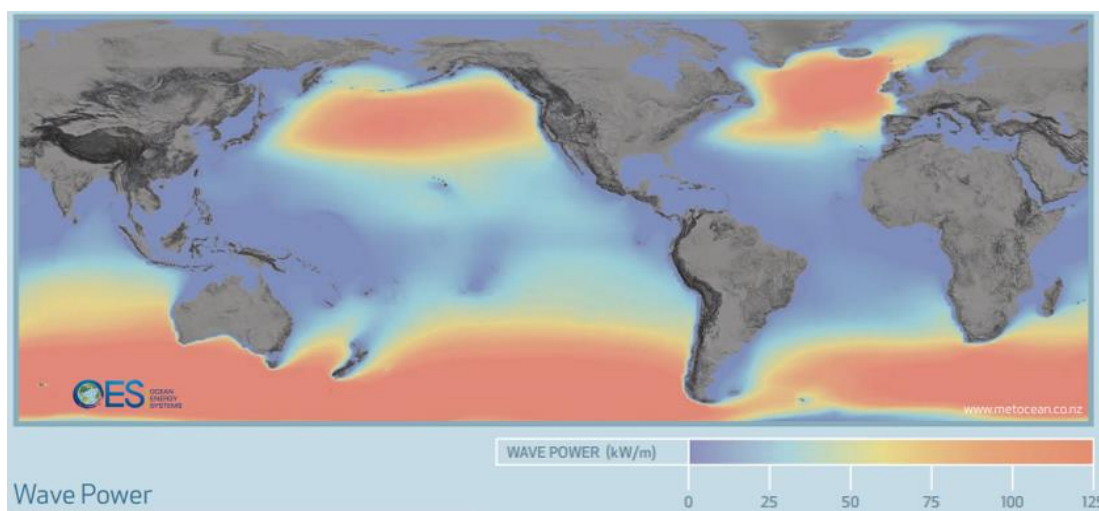 OES
OCEAN
ENERGY
SYSTEMS
www.metocean.co.nz
WAVE POWER (kW/m)
0 25 50 75 100 125
Wave Power